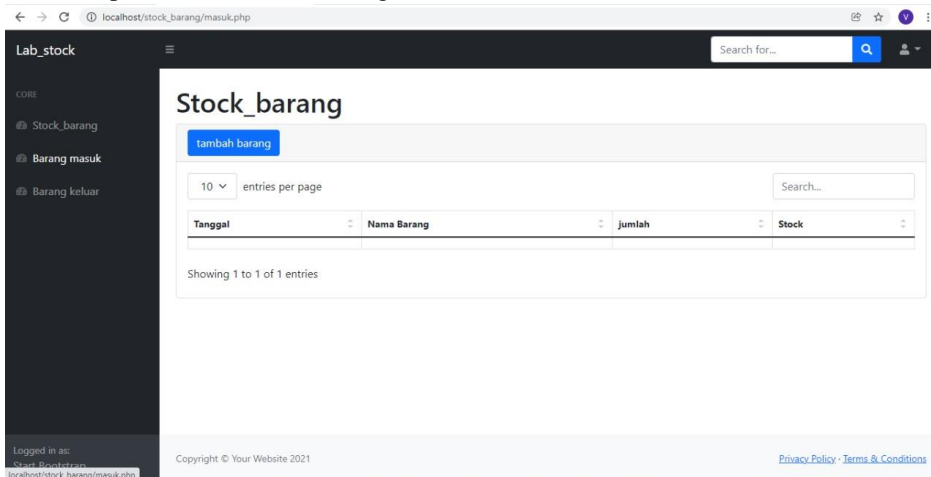 localhost/stock_barang/masuk.php
V
Lab_stock
Search for...
CORE
Stock_barang
Barang masuk
Barang keluar
Stock_barang
tambah barang
10 entries per page
Search...
Tanggal Nama Barang jumlah Stock
Showing 1 to 1 of 1 entries
Logged in as:
Start Bootstrap
Copyright © Your Website 2021
Privacy Policy · Terms & Conditions
localhost/stock_barang/masuk.php